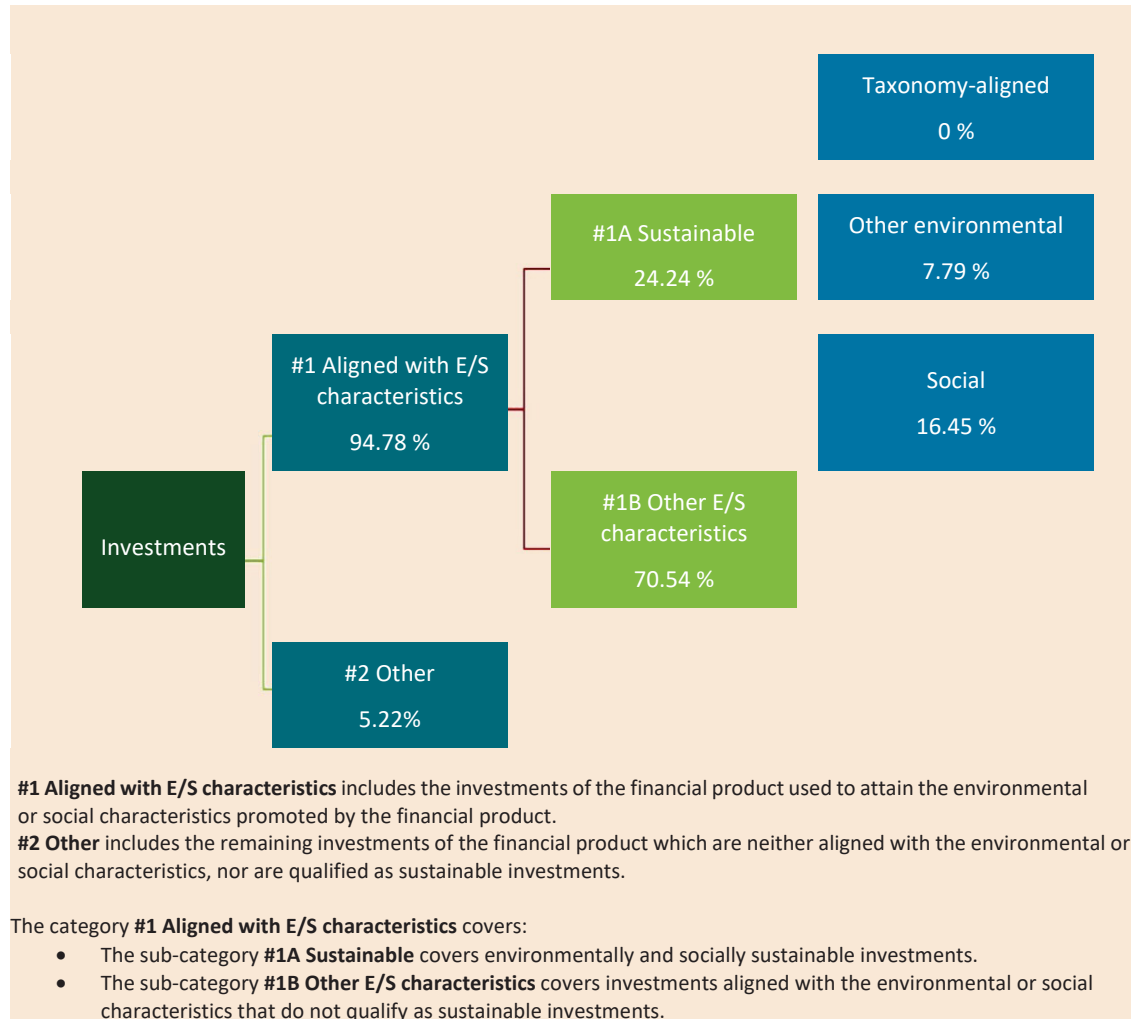 Taxonomy-aligned
0 %
#1A Sustainable
24.24 %
Other environmental
7.79 %
#1 Aligned with E/S
characteristics
94.78 %
Social
16.45 %
Investments
#1B Other E/S
characteristics
70.54 %
#2 Other
5.22%
#1 Aligned with E/S characteristics includes the investments of the financial product used to attain the environmental
or social characteristics promoted by the financial product.
#2 Other includes the remaining investments of the financial product which are neither aligned with the environmental or
social characteristics, nor are qualified as sustainable investments.
The category #1 Aligned with E/S characteristics covers:
• The sub-category #1A Sustainable covers environmentally and socially sustainable investments.
• The sub-category #1B Other E/S characteristics covers investments aligned with the environmental or social
characteristics that do not qualify as sustainable investments.